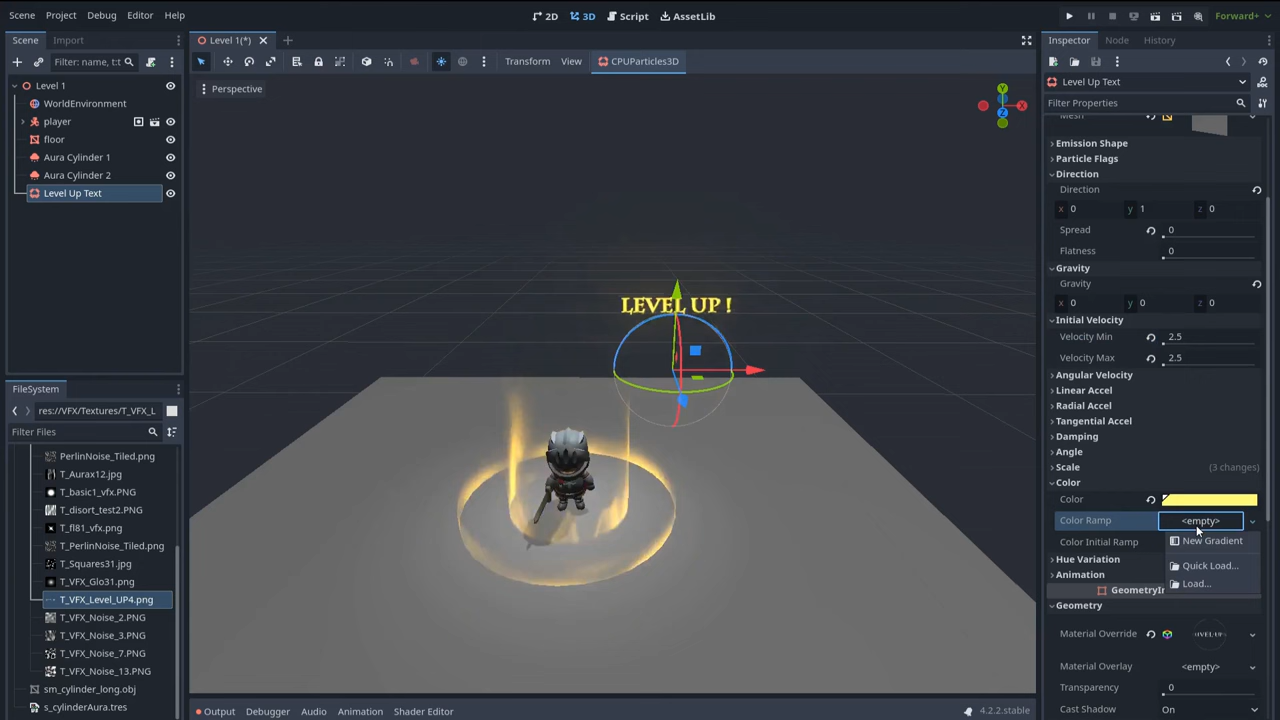 Scene Project Debug Editor Help
2D 3D Script AssetLib
Forward+
Scene Import
Filter: name, t:t
Level 1
WorldEnvironment
player
floor
Aura Cylinder 1
Aura Cylinder 2
Level Up Text
FileSystem
res://VFX/Textures/T_VFX_L
Filter Files
PerlinNoise_Tiled.png
T_Aurax12.jpg
T_basic1_vfx.PNG
T_disort_test2.PNG
T_fl81_vfx.png
T_PerlinNoise_Tiled.png
T_Squares31.jpg
T_VFX_Glo31.png
T_VFX_Level_UP4.png
T_VFX_Noise_2.PNG
T_VFX_Noise_3.PNG
T_VFX_Noise_7.PNG
T_VFX_Noise_13.PNG
sm_cylinder_long.obj
s_cylinderAura.tres
Level 1(*)
Transform View CPUParticles3D
Perspective
Y
X
Z
LEVEL UP !
Output Debugger Audio Animation Shader Editor
4.2.2.stable
Inspector Node History
Level Up Text
Filter Properties
Mesh
Emission Shape
Particle Flags
Direction
Direction
x 0 y 1 z 0
Spread 0
Flatness 0
Gravity
Gravity
x 0 y 0 z 0
Initial Velocity
Velocity Min 2.5
Velocity Max 2.5
Angular Velocity
Linear Accel
Radial Accel
Tangential Accel
Damping
Angle
Scale (3 changes)
Color
Color
Color Ramp <empty>
Color Initial Ramp
New Gradient
Hue Variation
Quick Load...
Animation
Load...
GeometryIn
Geometry
Material Override
Material Overlay <empty>
Transparency 0
Cast Shadow On